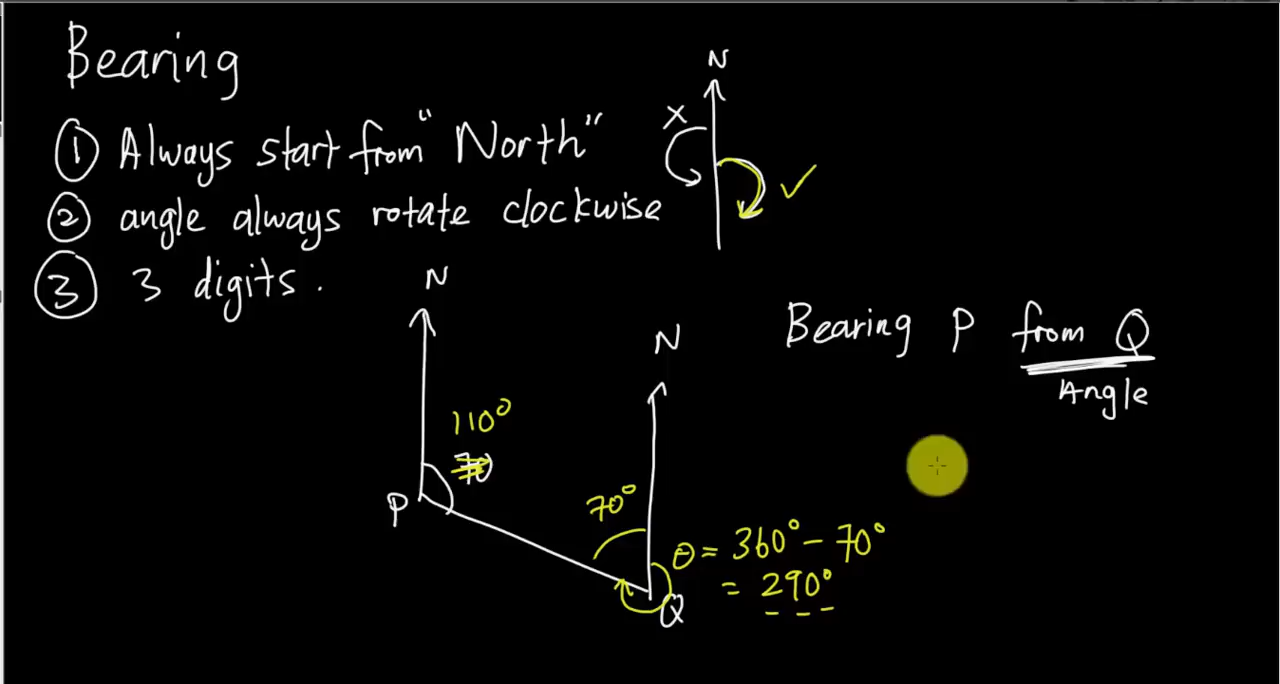 Bearing
① Always start from "North"
② angle always rotate clockwise
③ 3 digits.
N
X ✓
N
N
Bearing P from Q
Angle
110°
70
P
70°
θ = 360° - 70°
= 290°
Q